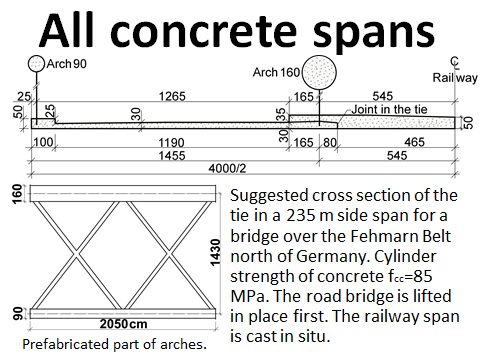 All concrete spans
Arch 90
Arch 160
℄
Railway
25
1265
165
545
Joint in the tie
50
25
30
30
35
50
100
1190
165
80
465
1455
545
4000/2
160
1430
90
2050cm
Prefabricated part of arches.
Suggested cross section of the
tie in a 235 m side span for a
bridge over the Fehmarn Belt
north of Germany. Cylinder
strength of concrete fcc=85
MPa. The road bridge is lifted
in place first. The railway span
is cast in situ.